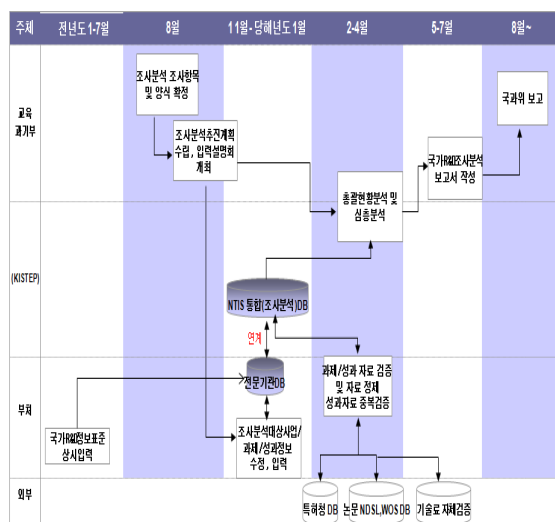 주체 전년도 1-7월 8월 11월 - 당해년도 1월 2-4월 5-7월 8월~
교육
과기부
조사분석 조사항목
및 양식 확정
조사분석추진계획
수립, 입력설명회
개최
총괄현황분석 및
심층분석
국가R&D조사분석
보고서 작성
국과위 보고
(KISTEP)
NTIS 통합(조사분석)DB
연계
부처
전문기관DB
과제/성과 자료 검증
및 자료 정제
성과자료 중복검증
국가R&D정보표준
상시입력
조사분석대상사업/
과제/성과정보
수정, 입력
외부
특허청 DB 논문 NDSL,WOS DB 기술료 자체검증